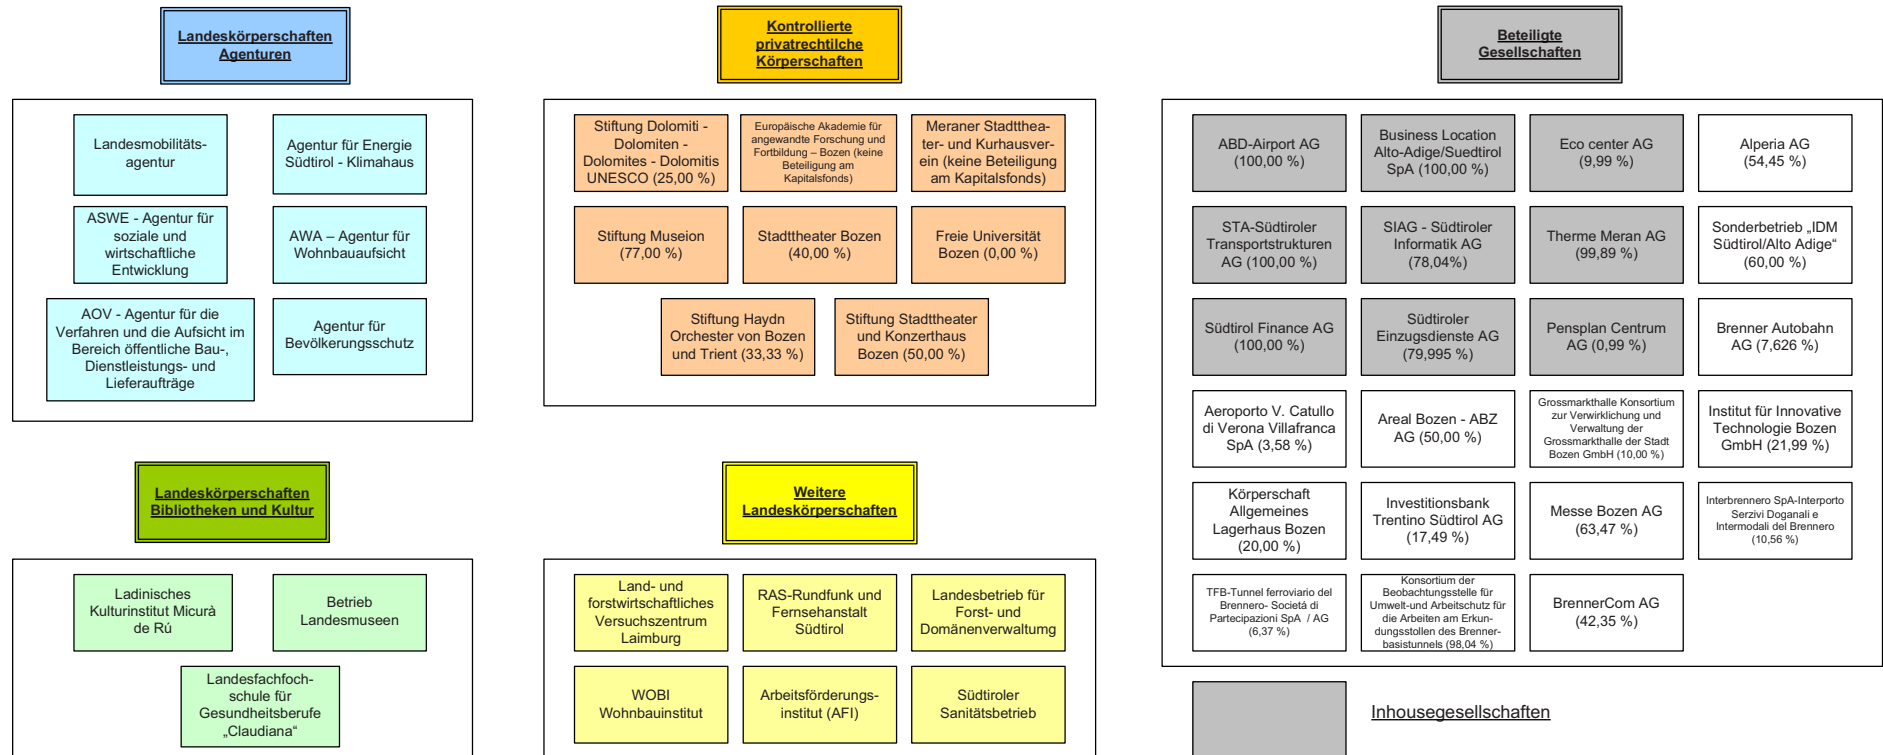 Landeskörperschaften
Agenturen
Landesmobilitäts-
agentur
Agentur für Energie
Südtirol - Klimahaus
ASWE - Agentur für
soziale und
wirtschaftliche
Entwicklung
AWA – Agentur für
Wohnbauaufsicht
AOV - Agentur für die
Verfahren und die Aufsicht im
Bereich öffentliche Bau-,
Dienstleistungs- und
Lieferaufträge
Agentur für
Bevölkerungsschutz
Kontrollierte
privatrechtilche
Körperschaften
Stiftung Dolomiti -
Dolomiten -
Dolomites - Dolomitis
UNESCO (25,00 %)
Europäische Akademie für
angewandte Forschung und
Fortbildung – Bozen (keine
Beteiligung am
Kapitalsfonds)
Meraner Stadtthea-
ter- und Kurhausver-
ein (keine Beteiligung
am Kapitalsfonds)
Stiftung Museion
(77,00 %)
Stadttheater Bozen
(40,00 %)
Freie Universität
Bozen (0,00 %)
Stiftung Haydn
Orchester von Bozen
und Trient (33,33 %)
Stiftung Stadttheater
und Konzerthaus
Bozen (50,00 %)
Beteiligte
Gesellschaften
ABD-Airport AG
(100,00 %)
Business Location
Alto-Adige/Suedtirol
SpA (100,00 %)
Eco center AG
(9,99 %)
Alperia AG
(54,45 %)
STA-Südtiroler
Transportstrukturen
AG (100,00 %)
SIAG - Südtiroler
Informatik AG
(78,04%)
Therme Meran AG
(99,89 %)
Sonderbetrieb „IDM
Südtirol/Alto Adige“
(60,00 %)
Südtirol Finance AG
(100,00 %)
Südtiroler
Einzugsdienste AG
(79,995 %)
Pensplan Centrum
AG (0,99 %)
Brenner Autobahn
AG (7,626 %)
Aeroporto V. Catullo
di Verona Villafranca
SpA (3,58 %)
Areal Bozen - ABZ
AG (50,00 %)
Grossmarkthalle Konsortium
zur Verwirklichung und
Verwaltung der
Grossmarkthalle der Stadt
Bozen GmbH (10,00 %)
Institut für Innovative
Technologie Bozen
GmbH (21,99 %)
Körperschaft
Allgemeines
Lagerhaus Bozen
(20,00 %)
Investitionsbank
Trentino Südtirol AG
(17,49 %)
Messe Bozen AG
(63,47 %)
Interbrennero SpA-Interporto
Serzivi Doganali e
Intermodali del Brennero
(10,56 %)
TFB-Tunnel ferroviario del
Brennero- Societá di
Partecipazioni SpA / AG
(6,37 %)
Konsortium der
Beobachtungsstelle für
Umwelt-und Arbeitschutz für
die Arbeiten am Erkun-
dungsstollen des Brenner-
basistunnels (98,04 %)
BrennerCom AG
(42,35 %)
Inhousegesellschaften
Landeskörperschaften
Bibliotheken und Kultur
Ladinisches
Kulturinstitut Micurà
de Rú
Betrieb
Landesmuseen
Landesfachfoch-
schule für
Gesundheitsberufe
„Claudiana“
Weitere
Landeskörperschaften
Land- und
forstwirtschaftliches
Versuchszentrum
Laimburg
RAS-Rundfunk und
Fernsehanstalt
Südtirol
Landesbetrieb für
Forst- und
Domänenverwaltumg
WOBI
Wohnbauinstitut
Arbeitsförderungs-
institut (AFI)
Südtiroler
Sanitätsbetrieb